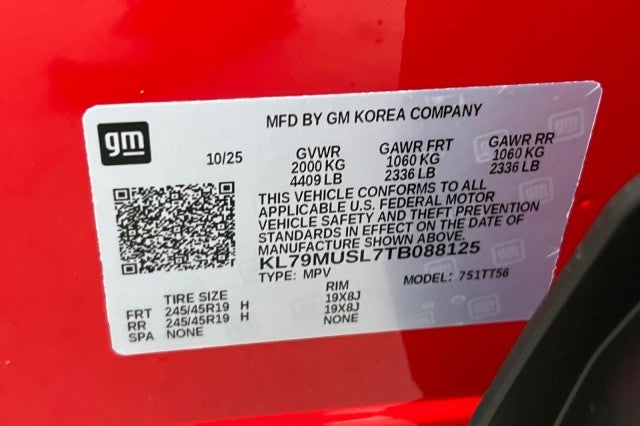 MFD BY GM KOREA COMPANY
gm
10/25 GVWR GAWR FRT GAWR RR
2000 KG 1060 KG 1060 KG
4409 LB 2336 LB 2336 LB
THIS VEHICLE CONFORMS TO ALL
APPLICABLE U.S. FEDERAL MOTOR
VEHICLE SAFETY AND THEFT PREVENTION
STANDARDS IN EFFECT ON THE DATE OF
MANUFACTURE SHOWN ABOVE.
KL79MUSL7TB088125
TYPE: MPV MODEL: 751TT56
TIRE SIZE RIM
FRT 245/45R19 H 19X8J
RR 245/45R19 H 19X8J
SPA NONE NONE